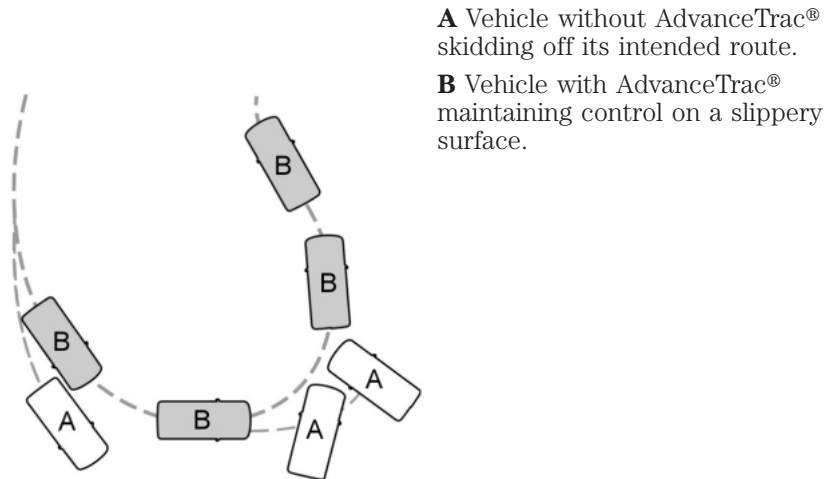 A Vehicle without AdvanceTrac®
skidding off its intended route.
B Vehicle with AdvanceTrac®
maintaining control on a slippery
surface.
B
B
B
A
B
A
A